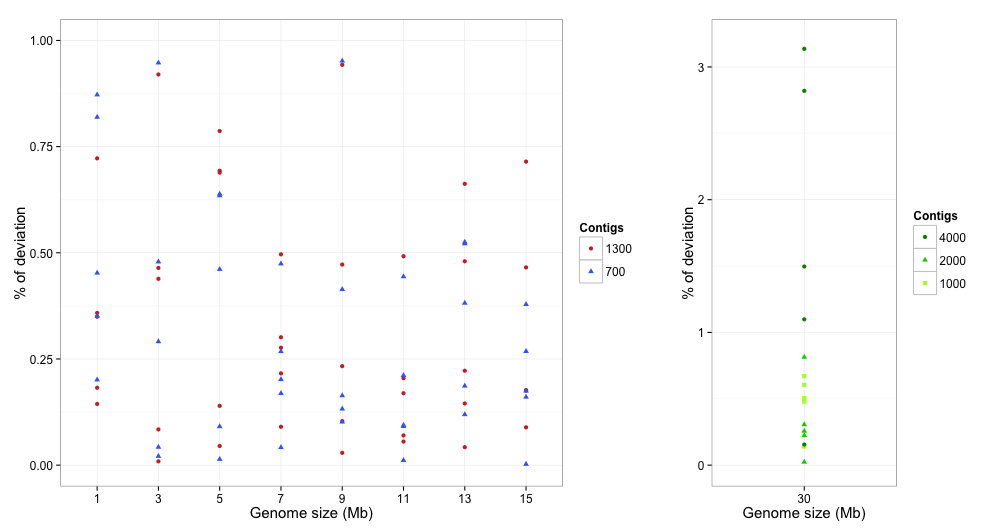 1.00
0.75
0.50
0.25
0.00
% of deviation
1 3 5 7 9 11 13 15
Genome size (Mb)
Contigs
1300
700
3
2
1
0
% of deviation
30
Genome size (Mb)
Contigs
4000
2000
1000